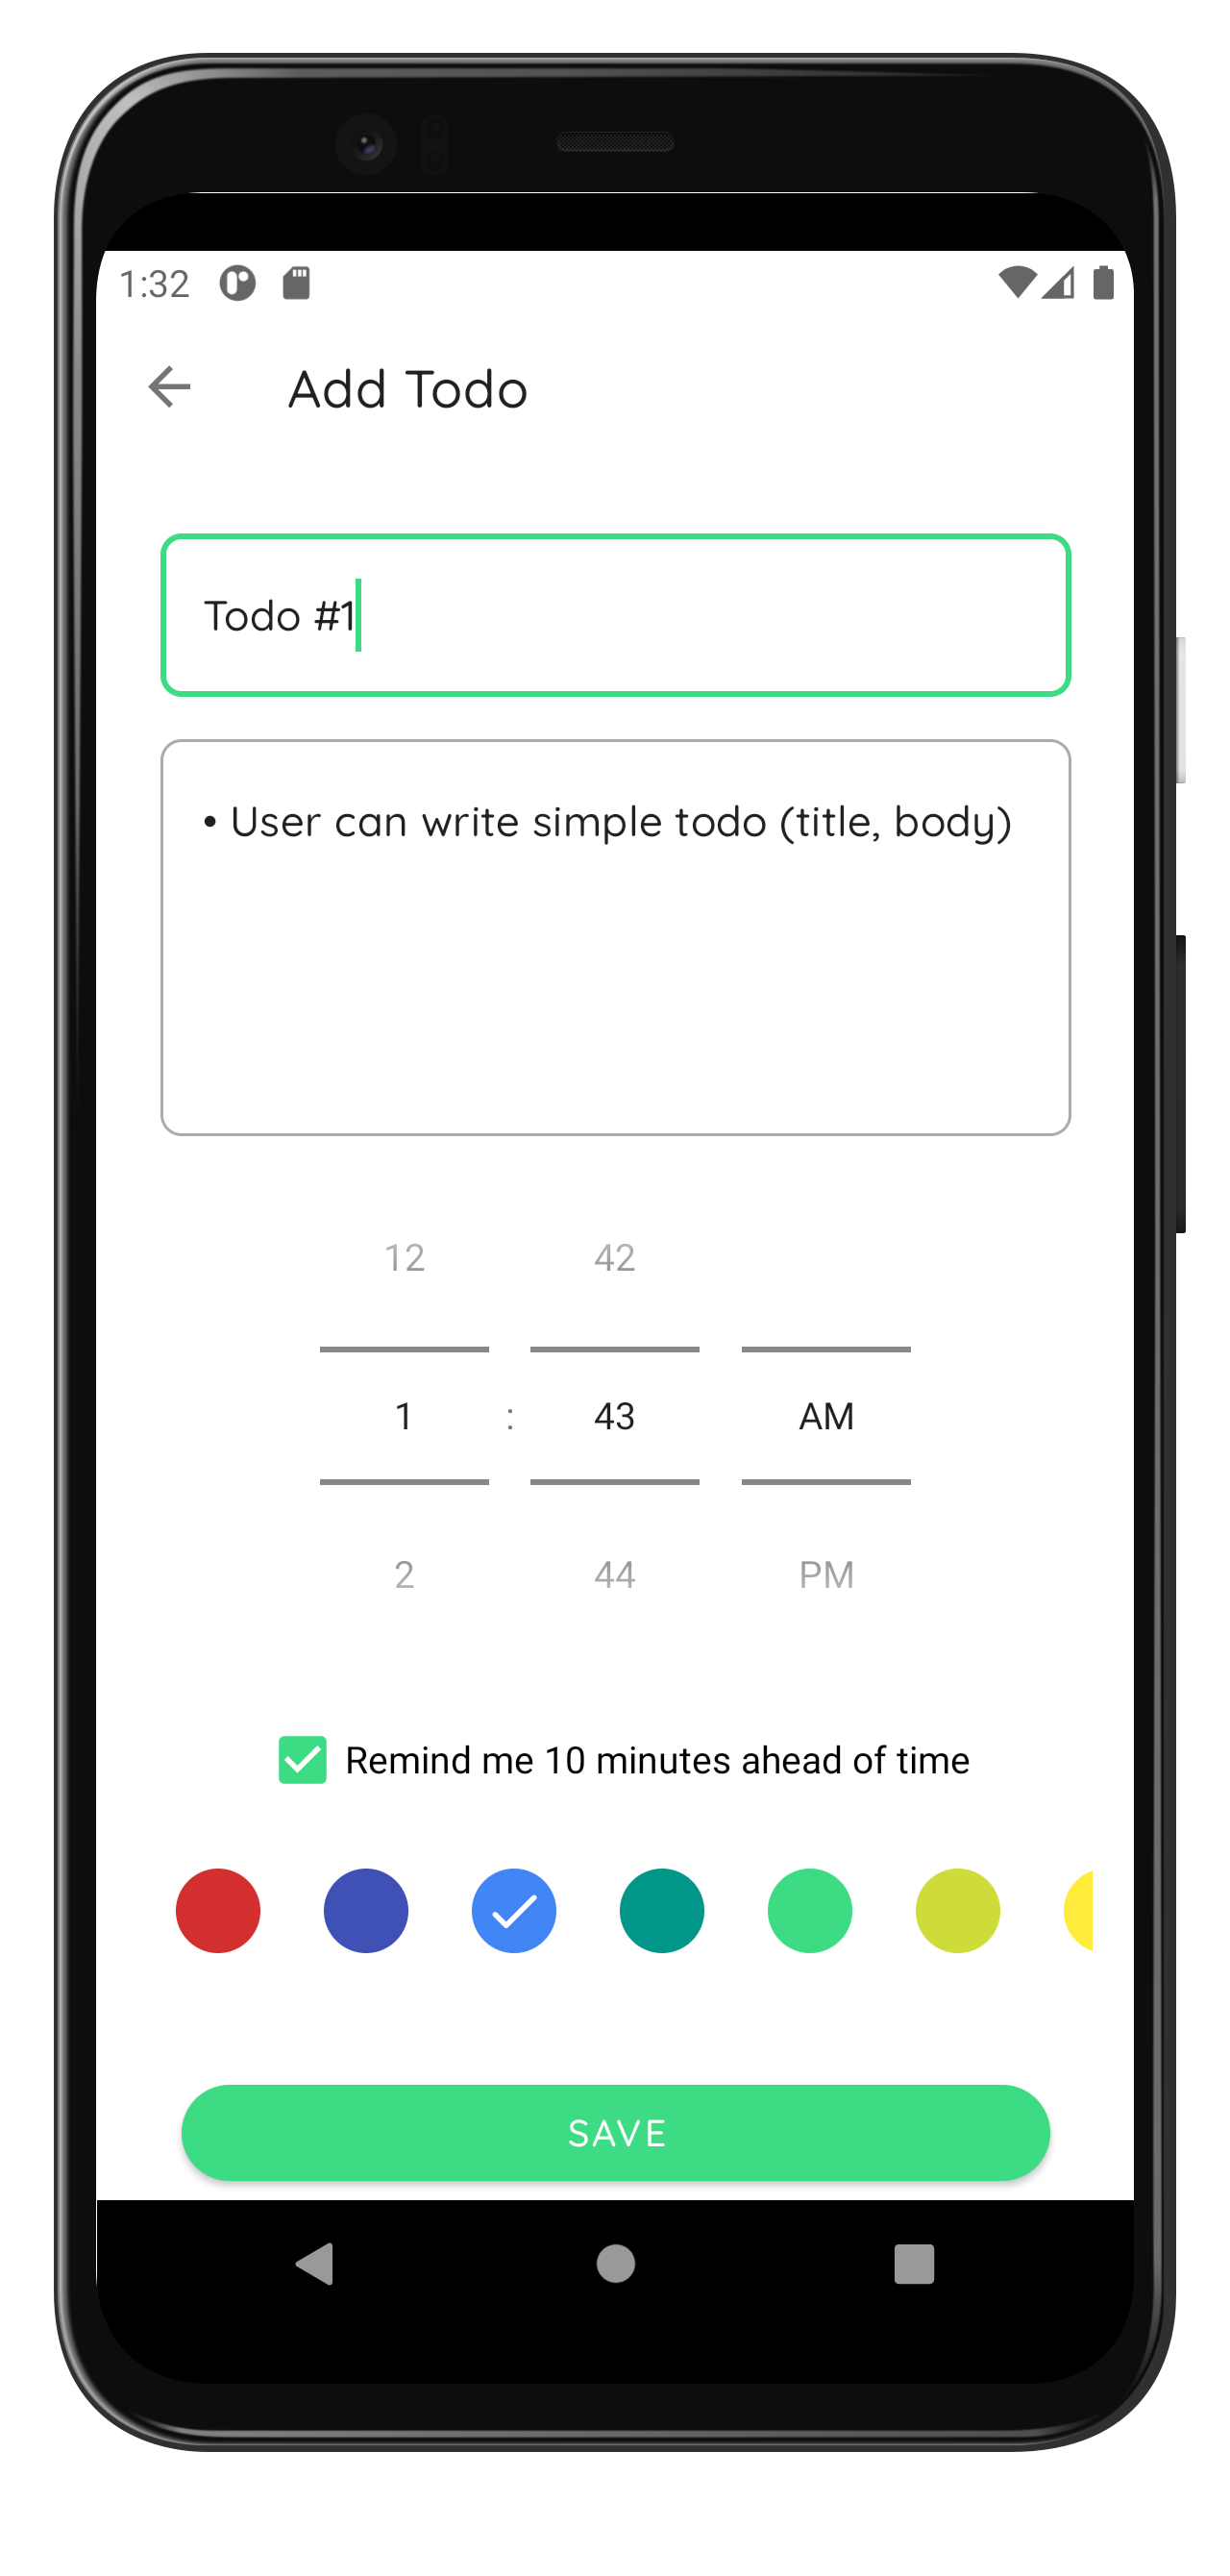 1:32
Add Todo
Todo #1
• User can write simple todo (title, body)
12 42
1 : 43 AM
2 44 PM
Remind me 10 minutes ahead of time
SAVE